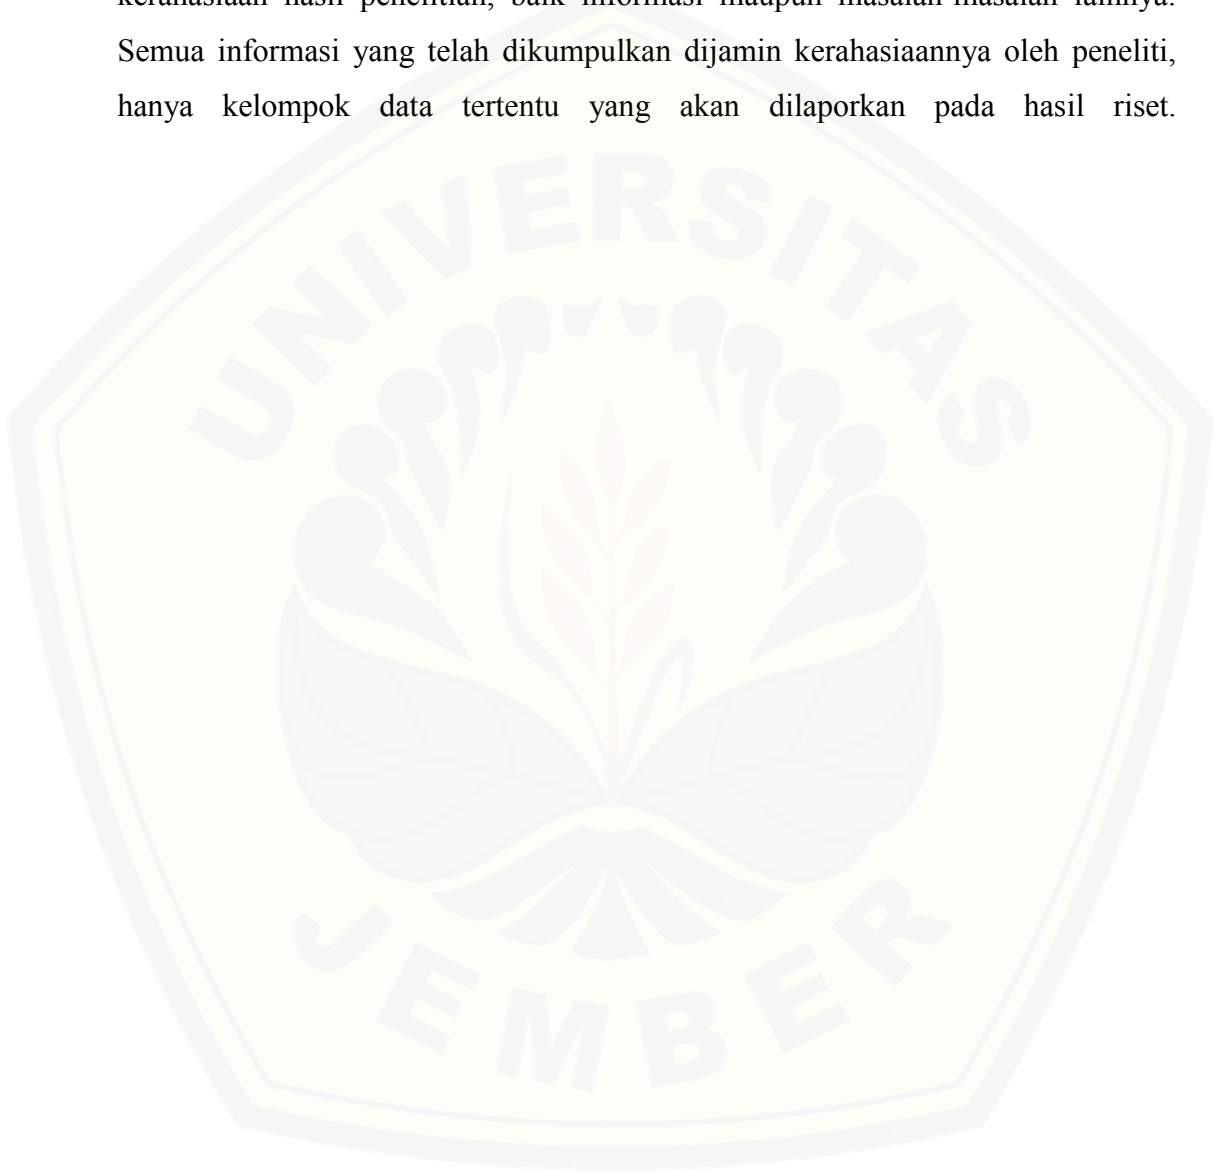 kerahasiaan hasil penelitian, baik informasi maupun masalah-masalah lainnya.
Semua informasi yang telah dikumpulkan dijamin kerahasiaannya oleh peneliti,
hanya kelompok data tertentu yang akan dilaporkan pada hasil riset.
UNIVERSITAS
JEMBER